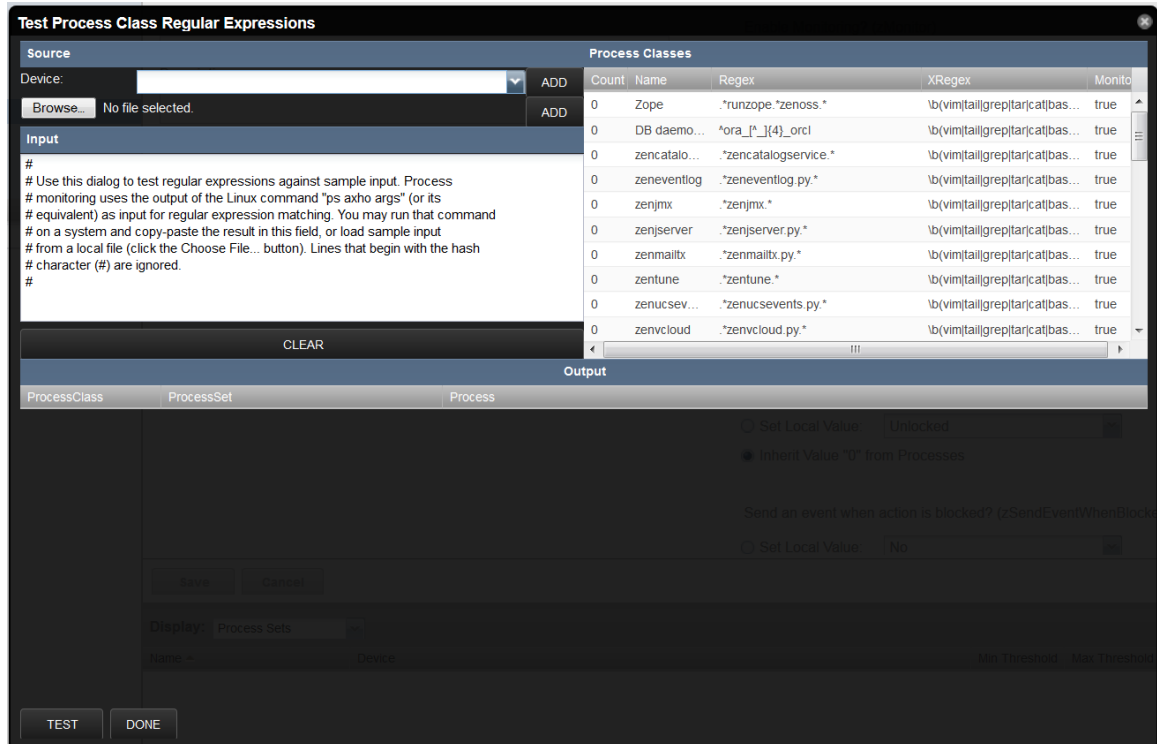 Test Process Class Regular Expressions
Source
Device:
ADD
Browse... No file selected.
ADD
Input
#
# Use this dialog to test regular expressions against sample input. Process
# monitoring uses the output of the Linux command "ps axho args" (or its
# equivalent) as input for regular expression matching. You may run that command
# on a system and copy-paste the result in this field, or load sample input
# from a local file (click the Choose File... button). Lines that begin with the hash
# character (#) are ignored.
#
CLEAR
Process Classes
Count Name Regex XRegex Monito
0 Zope .*runzope.*zenoss.* \b(vim|tail|grep|tar|cat|bas... true
0 DB daemo... ^ora_[^_]{4}_orcl \b(vim|tail|grep|tar|cat|bas... true
0 zencatalo... .*zencatalogservice.* \b(vim|tail|grep|tar|cat|bas... true
0 zeneventlog .*zeneventlog.py.* \b(vim|tail|grep|tar|cat|bas... true
0 zenjmx .*zenjmx.* \b(vim|tail|grep|tar|cat|bas... true
0 zenjserver .*zenjserver.py.* \b(vim|tail|grep|tar|cat|bas... true
0 zenmailtx .*zenmailtx.py.* \b(vim|tail|grep|tar|cat|bas... true
0 zentune .*zentune.* \b(vim|tail|grep|tar|cat|bas... true
0 zenucsev... .*zenucsevents.py.* \b(vim|tail|grep|tar|cat|bas... true
0 zenvcloud .*zenvcloud.py.* \b(vim|tail|grep|tar|cat|bas... true
Output
ProcessClass ProcessSet Process
Set Local Value: Unlocked
Inherit Value "0" from Processes
Send an event when action is blocked? (zSendEventWhenBlocke
Set Local Value: No
Save Cancel
Display: Process Sets
Name Device Min Threshold Max Threshold
TEST DONE